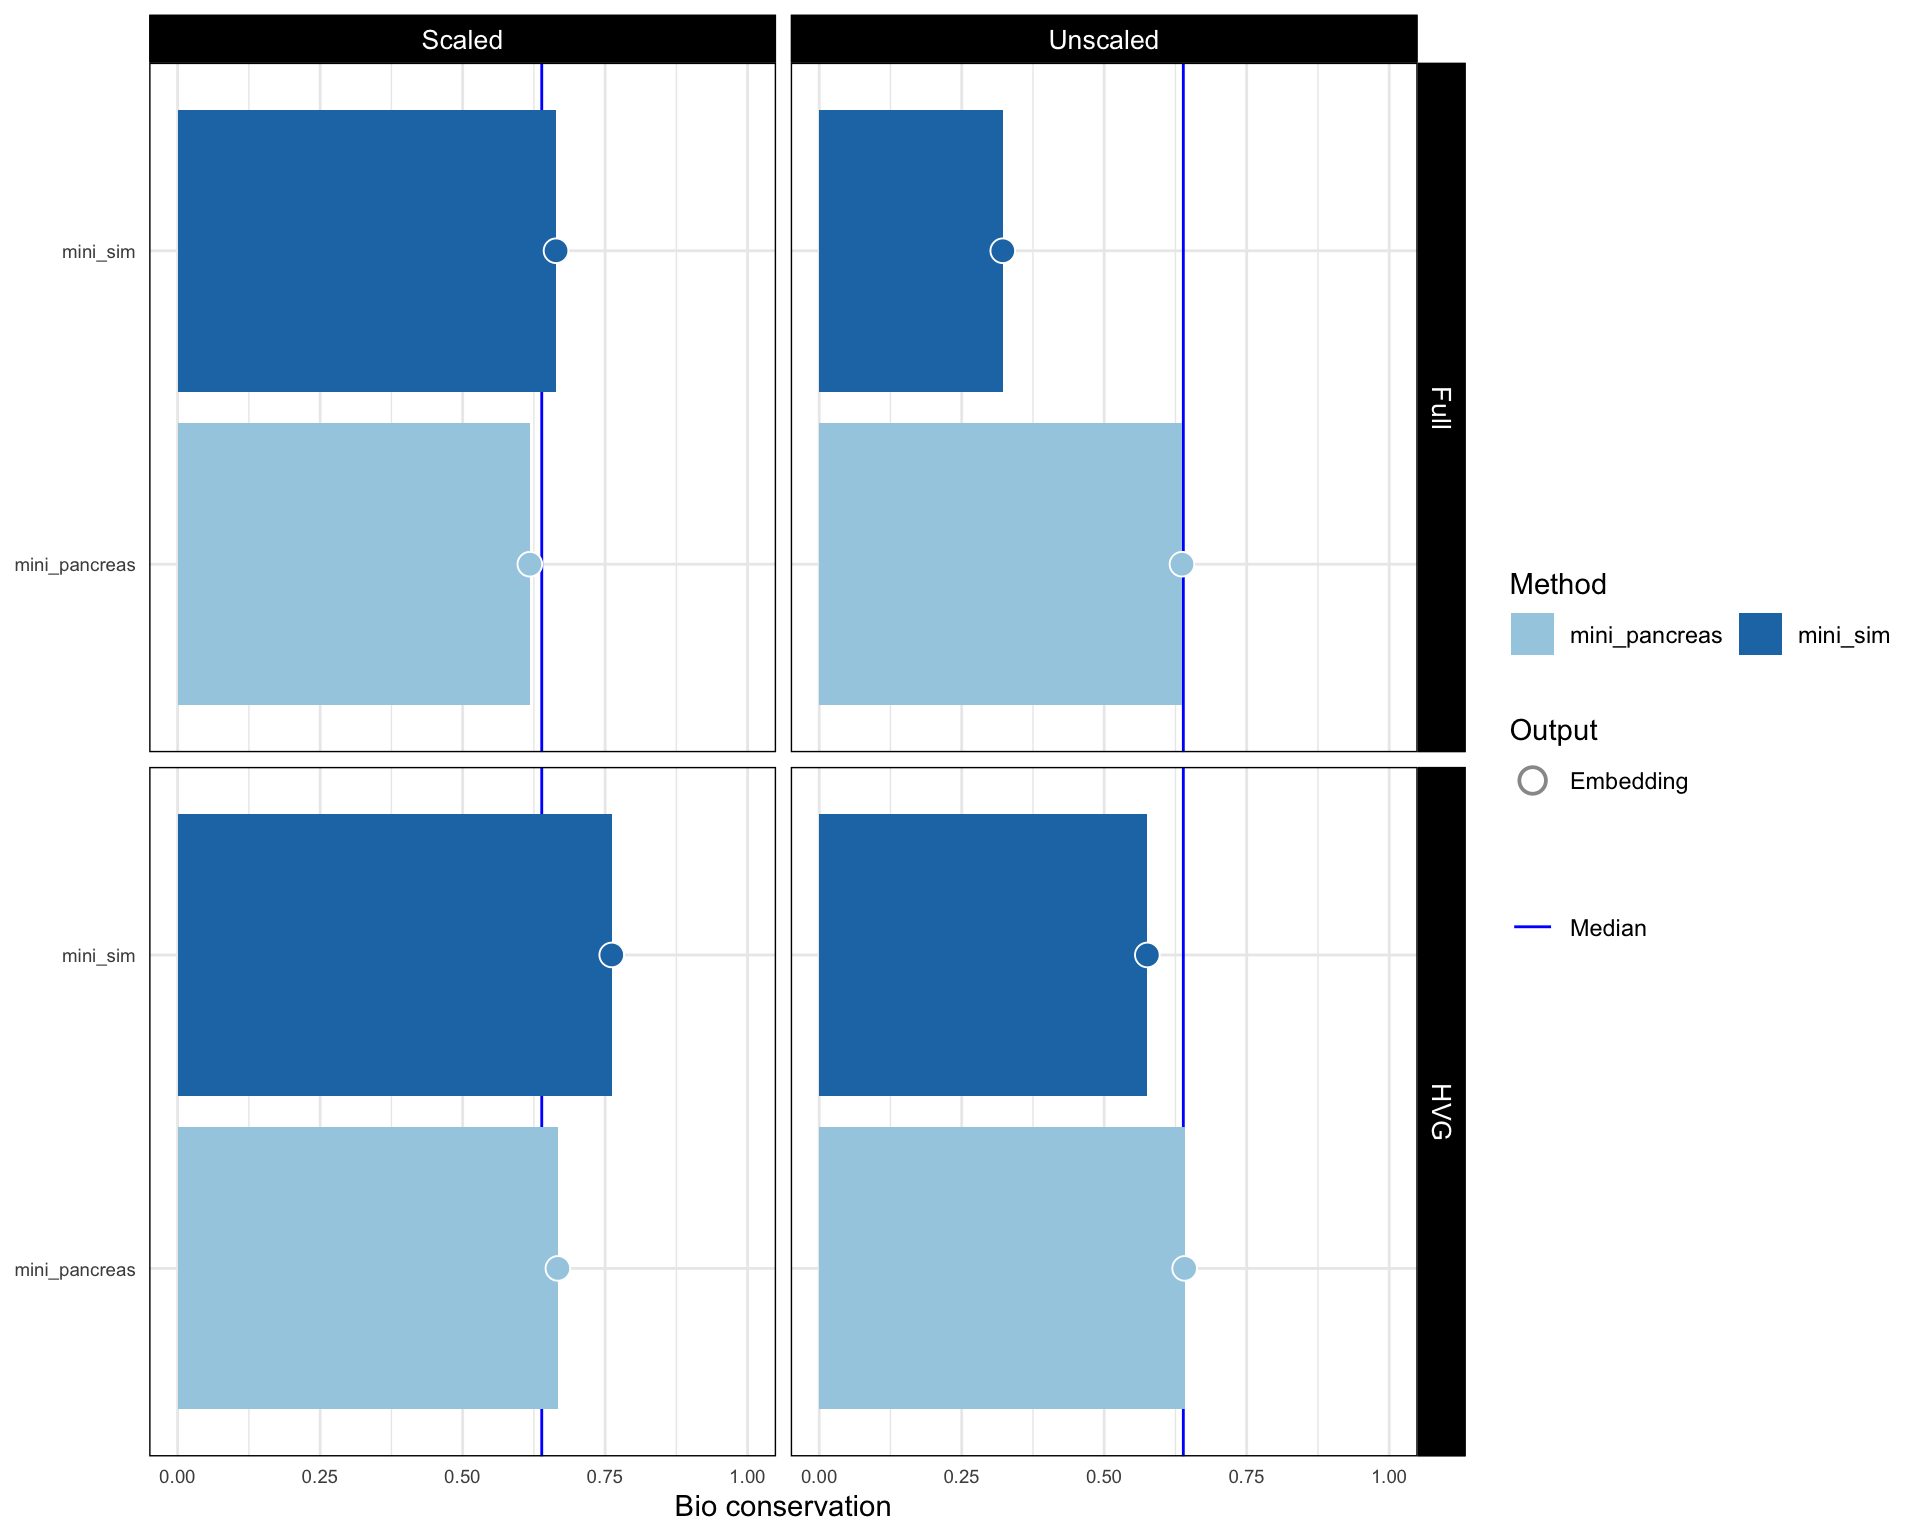 Scaled
Unscaled
Full
HVG
mini_sim
mini_pancreas
mini_sim
mini_pancreas
0.00 0.25 0.50 0.75 1.00
0.00 0.25 0.50 0.75 1.00
Bio conservation
Method
mini_pancreas mini_sim
Output
Embedding
Median